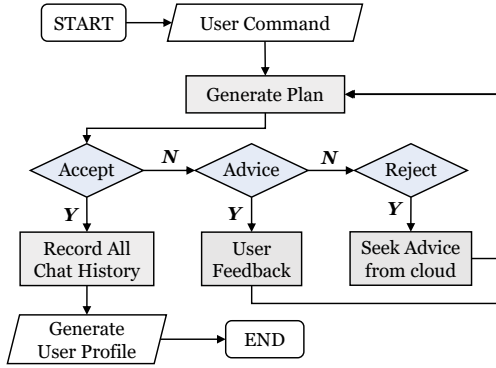 START
User Command
Generate Plan
Accept
N
Advice
N
Reject
Y
Y
Y
Record All
Chat History
User
Feedback
Seek Advice
from cloud
Generate
User Profile
END